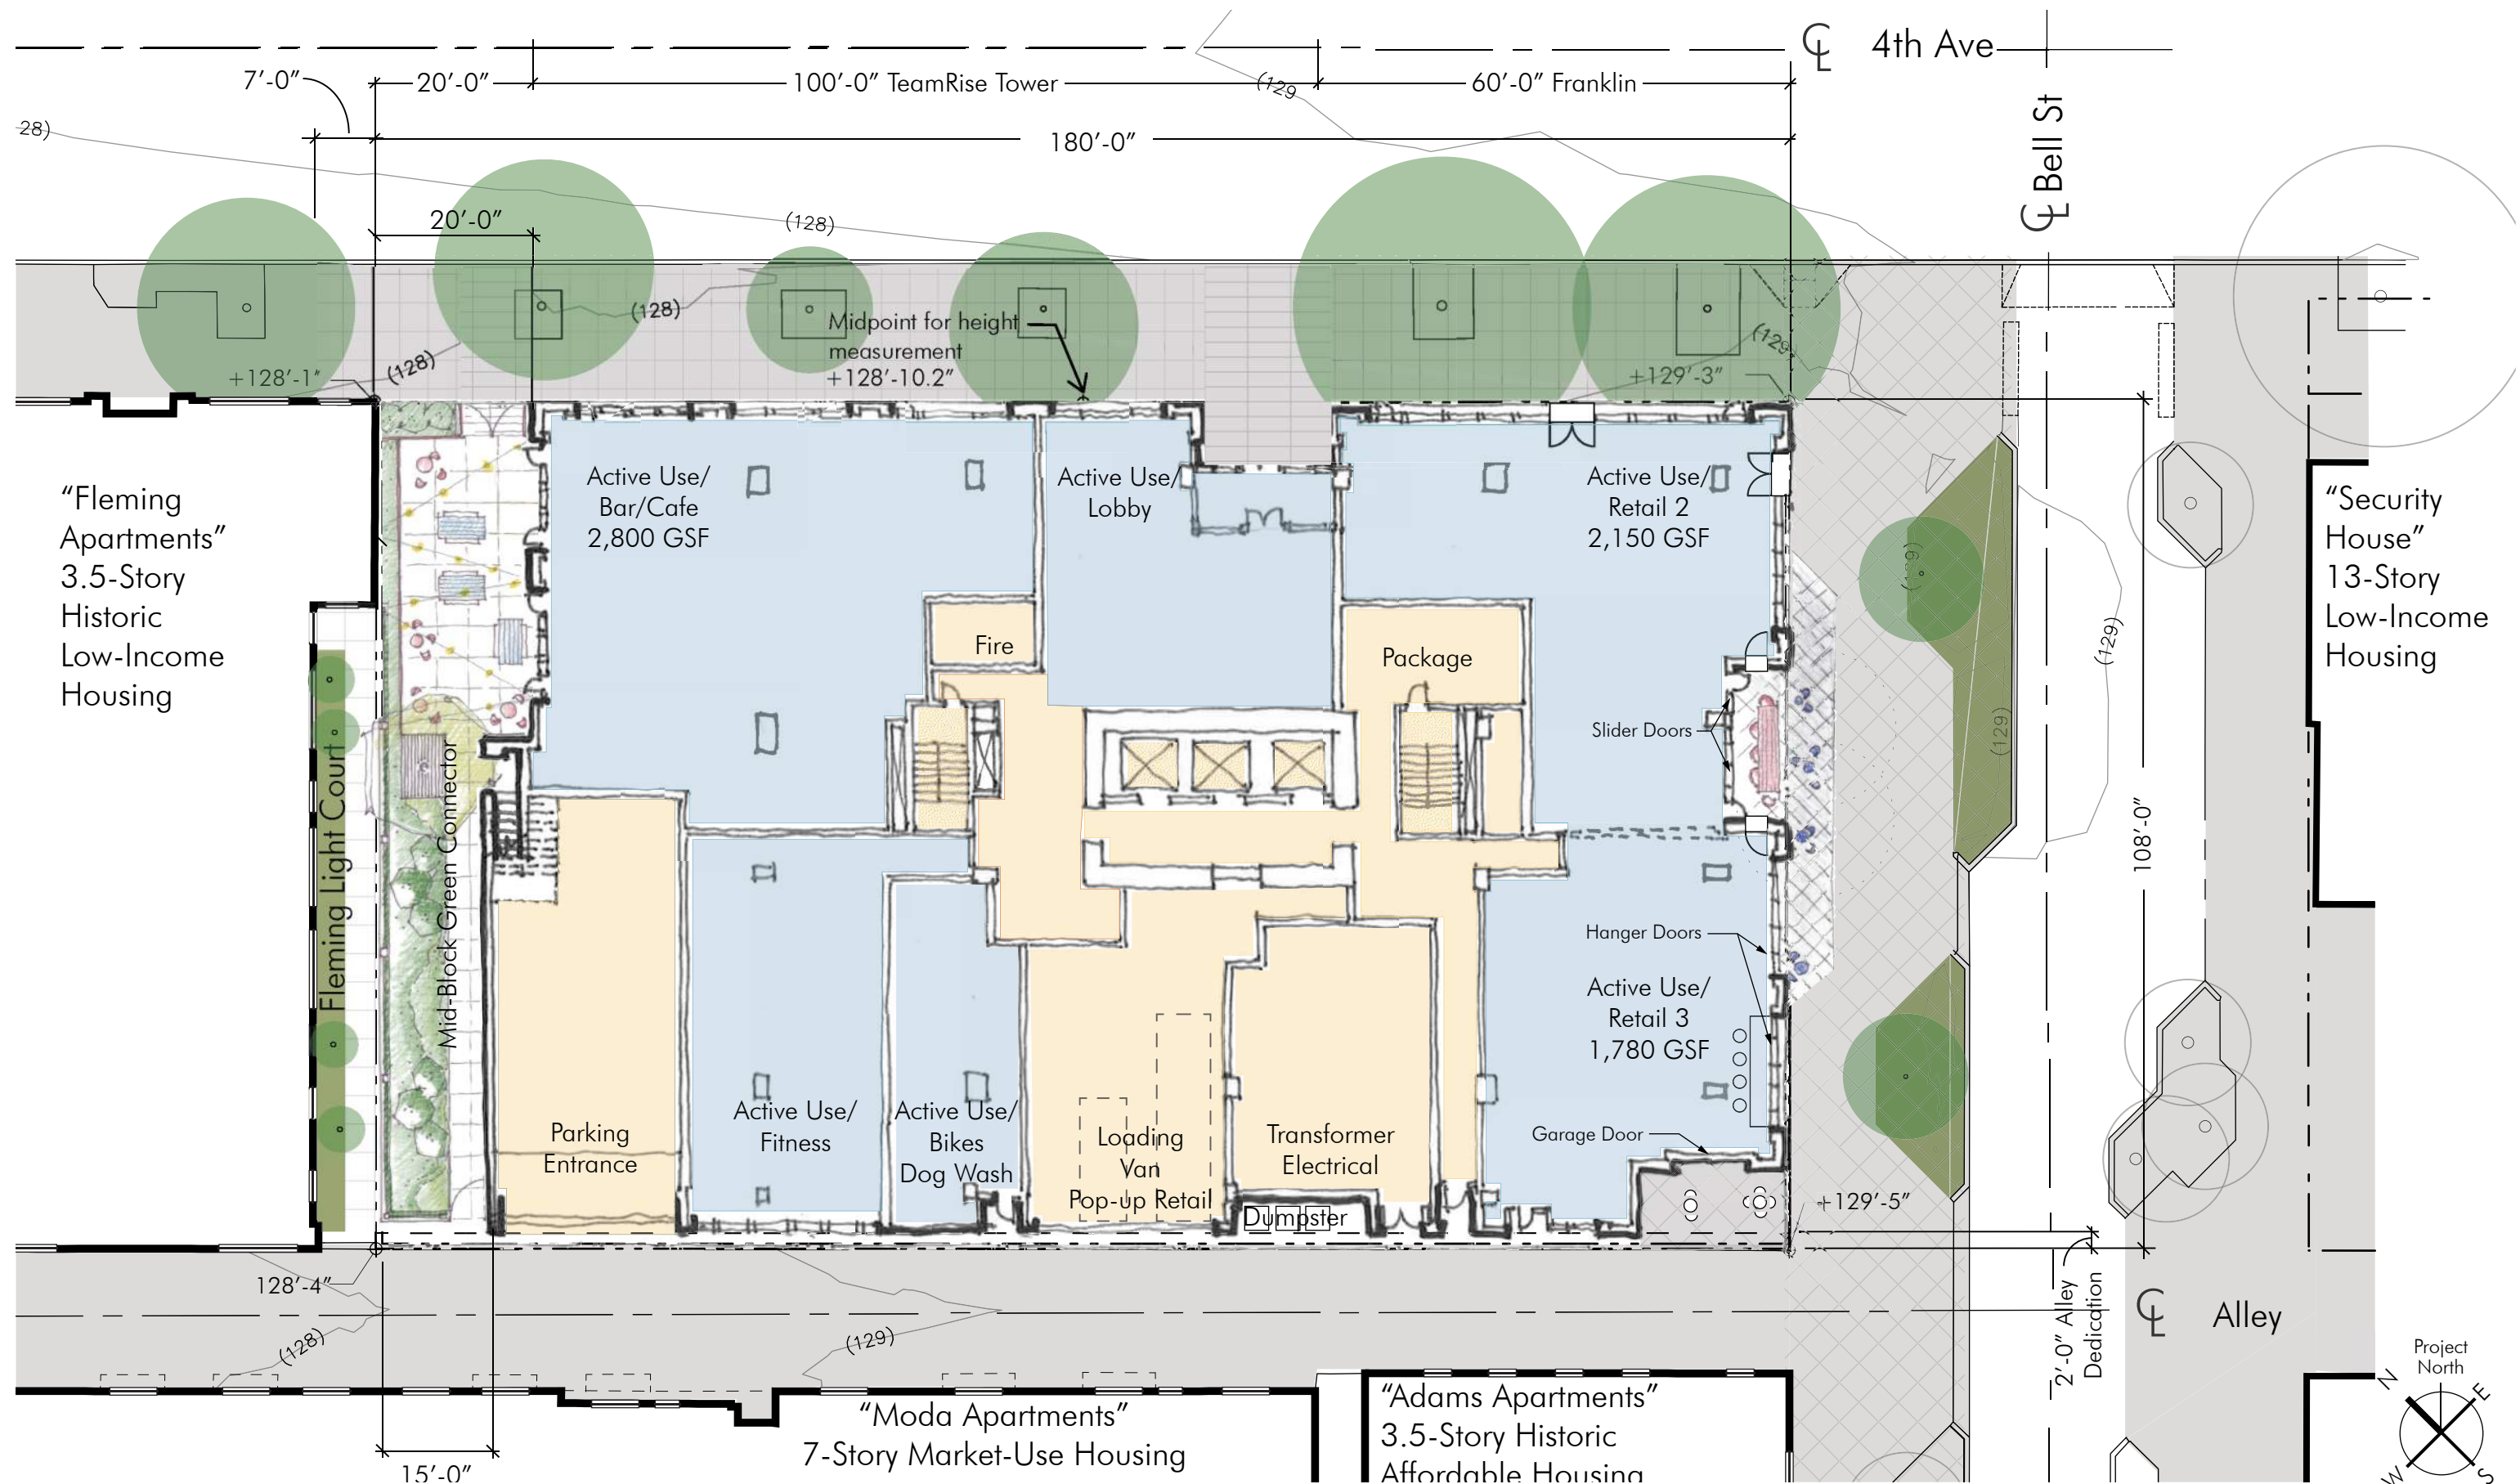 ℄ 4th Ave
7’-0”
20’-0”
100’-0” TeamRise Tower
60’-0” Franklin
(129
28)
180’-0”
℄ Bell St
20’-0”
(128)
(128)
Midpoint for height
measurement
+128’-10.2”
(128)
+128’-1”
(129
+129’-3”
“Fleming
Apartments”
3.5-Story
Historic
Low-Income
Housing
Active Use/
Bar/Cafe
2,800 GSF
Active Use/
Lobby
Active Use/
Retail 2
2,150 GSF
“Security
House”
13-Story
Low-Income
Housing
(129)
(129)
Fire
Package
Slider Doors
(129)
Fleming Light Court
Mid-Block Green Connector
108’-0”
Hanger Doors
Active Use/
Retail 3
1,780 GSF
Parking
Entrance
Active Use/
Fitness
Active Use/
Bikes
Dog Wash
Loading
Van
Pop-up Retail
Transformer
Electrical
Garage Door
Dumpster
+129’-5”
128’-4”
(128)
(129)
2’-0” Alley
Dedication
℄ Alley
Project
North
N
E
W
S
“Moda Apartments”
7-Story Market-Use Housing
“Adams Apartments”
3.5-Story Historic
Affordable Housing
15’-0”